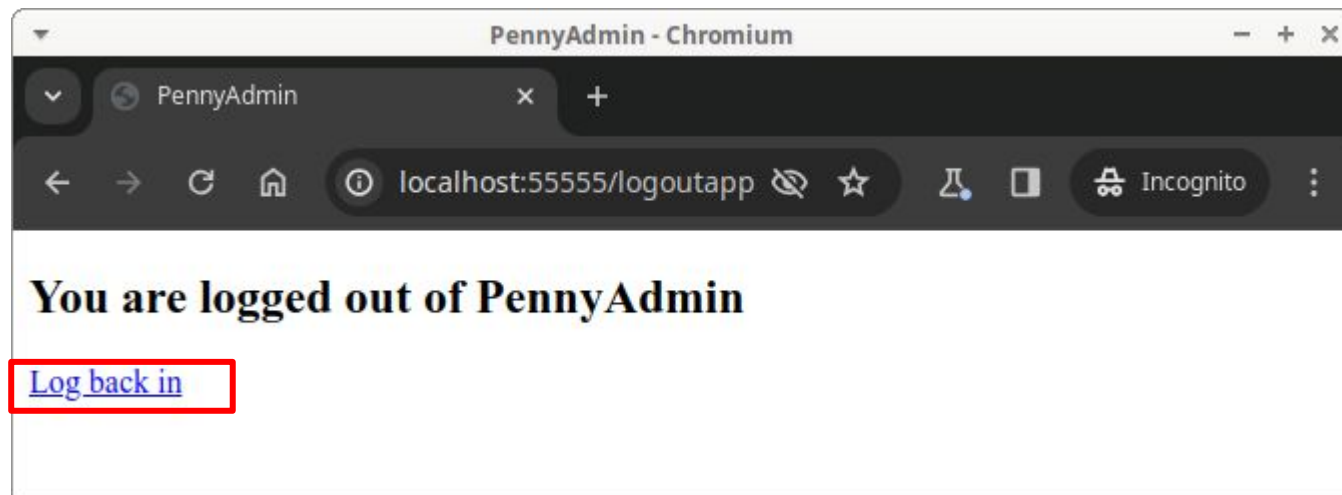 PennyAdmin - Chromium
PennyAdmin
localhost:55555/logoutapp Incognito
You are logged out of PennyAdmin
Log back in